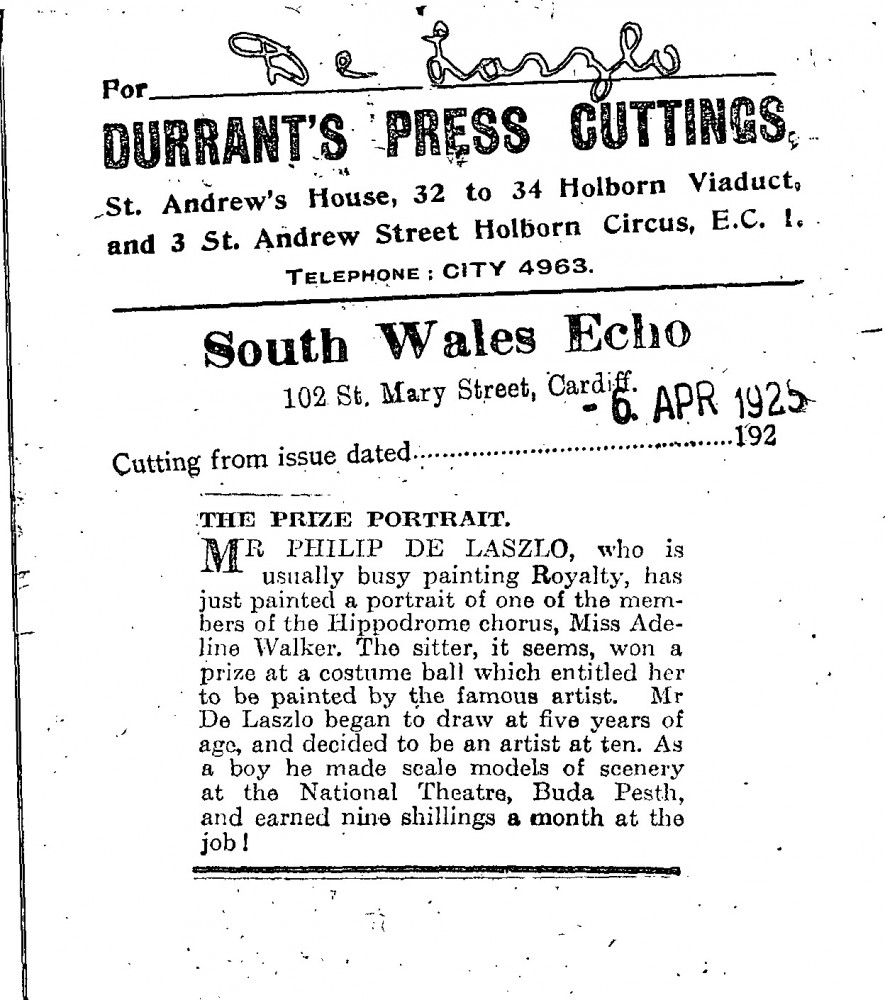 For De Laszlo
DURRANT'S PRESS CUTTINGS,
St. Andrew's House, 32 to 34 Holborn Viaduct,
and 3 St. Andrew Street Holborn Circus, E.C. 1.
TELEPHONE : CITY 4963.
South Wales Echo
102 St. Mary Street, Cardiff.
- 6. APR 1925
Cutting from issue dated..........192
THE PRIZE PORTRAIT.
MR PHILIP DE LASZLO, who is
usually busy painting Royalty, has
just painted a portrait of one of the mem-
bers of the Hippodrome chorus, Miss Ade-
line Walker. The sitter, it seems, won a
prize at a costume ball which entitled her
to be painted by the famous artist. Mr
De Laszlo began to draw at five years of
age, and decided to be an artist at ten. As
a boy he made scale models of scenery
at the National Theatre, Buda Pesth,
and earned nine shillings a month at the
job!